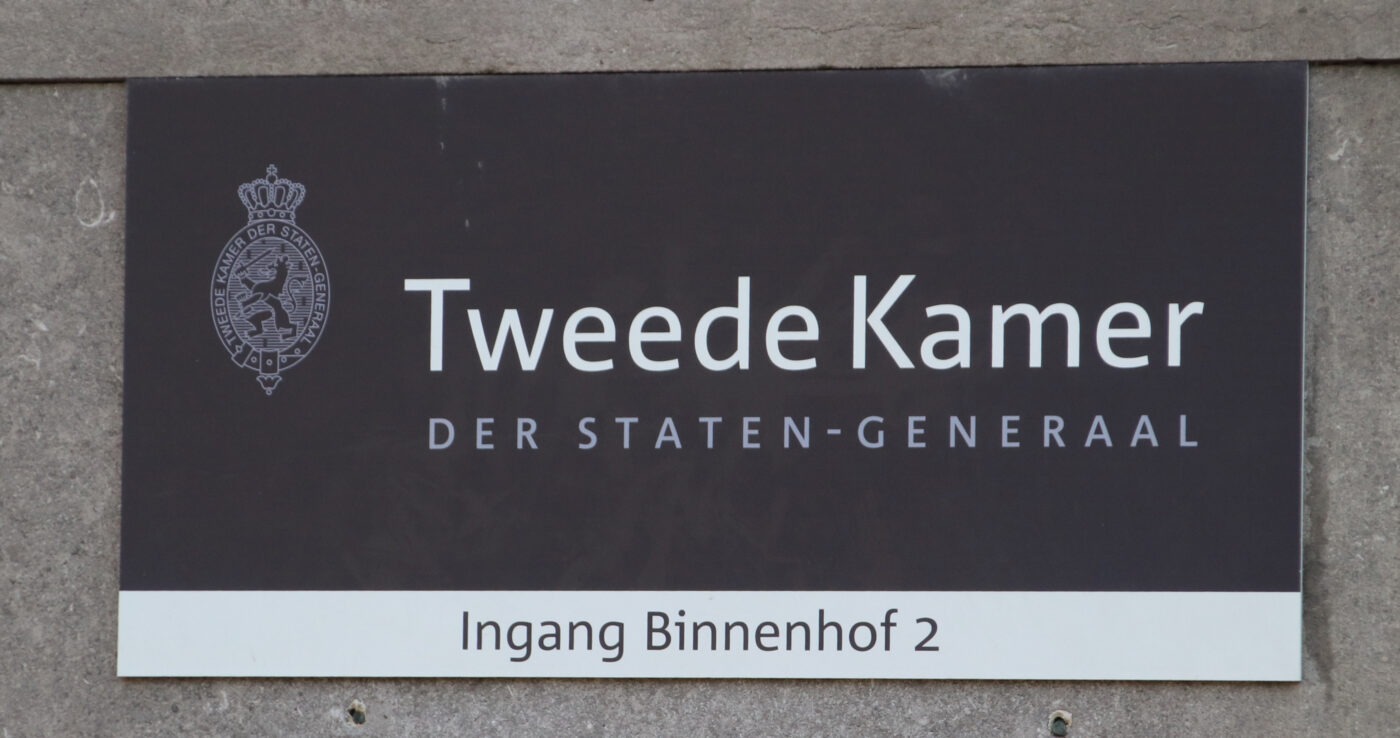 TWEEDE KAMER DER STATEN-GENERAAL
Tweede Kamer
DER STATEN-GENERAAL
Ingang Binnenhof 2